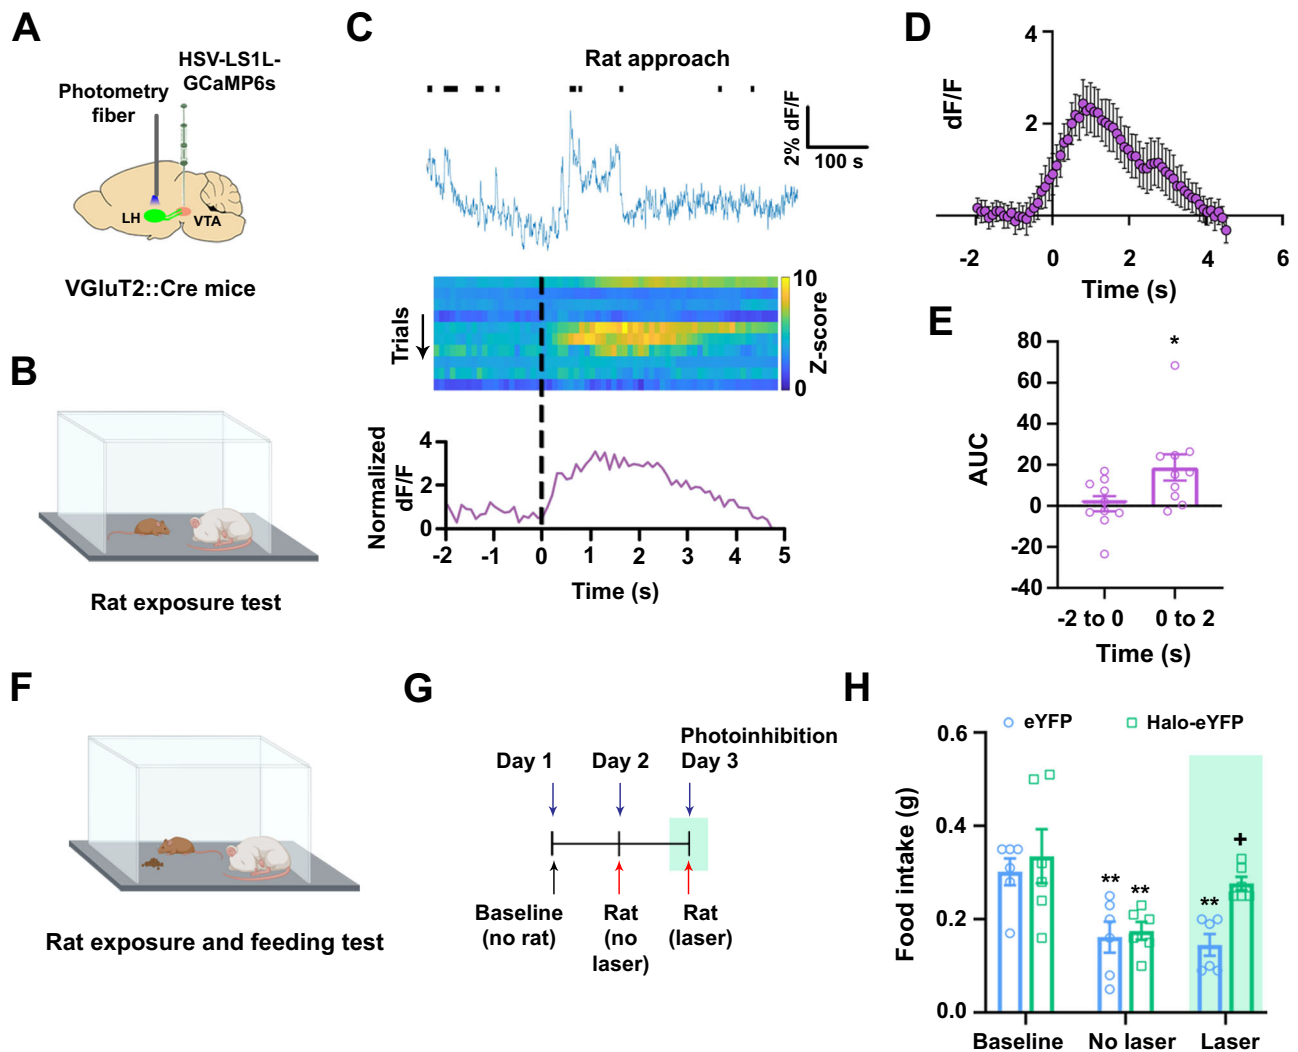 A
HSV-LS1L-
GCaMP6s
Photometry
fiber
LH
VTA
VGluT2::Cre mice
B
Rat exposure test
C
Rat approach
2% dF/F
100 s
Trials
10
0
Z-score
Normalized
dF/F
4
2
0
-2 -1 0 1 2 3 4 5
Time (s)
D
dF/F
4
2
-2 0 2 4 6
Time (s)
E
AUC
80
60
40
20
0
-20
-40
*
-2 to 0 0 to 2
Time (s)
F
Rat exposure and feeding test
G
Photoinhibition
Day 1 Day 2 Day 3
Baseline
(no rat)
Rat
(no
laser)
Rat
(laser)
H
eYFP Halo-eYFP
Food intake (g)
0.6
0.4
0.2
0.0
** ** ** +
Baseline No laser Laser